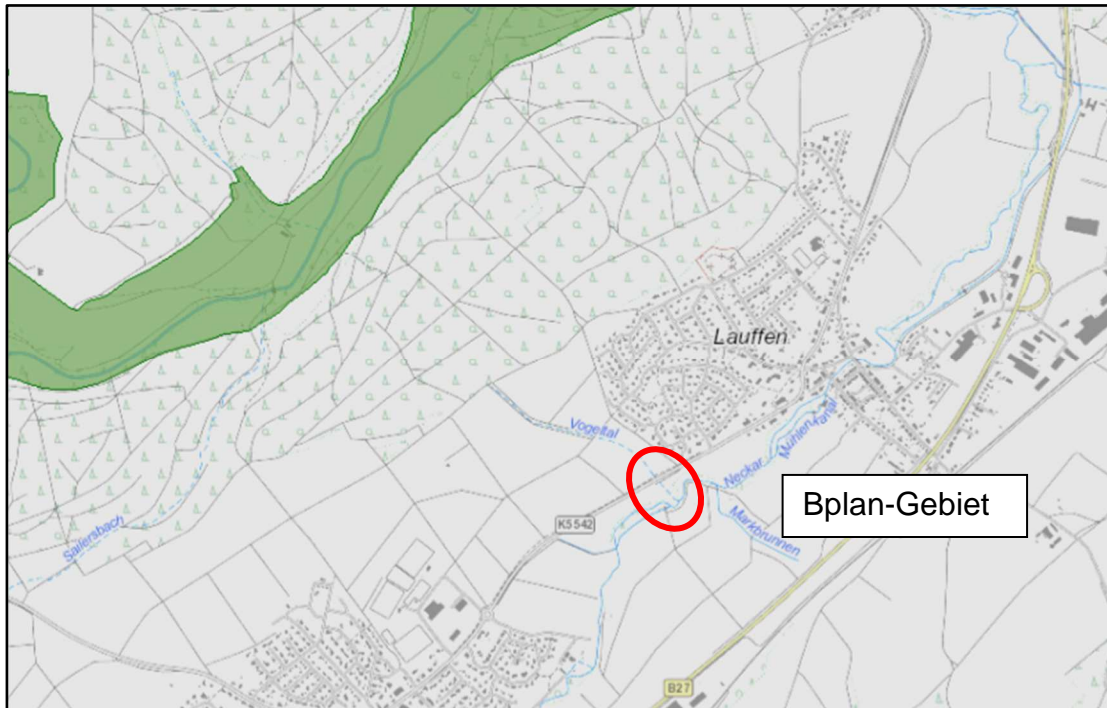 Lauffen
Vogeltal
Neckar
Mühlenkanal
Bplan-Gebiet
Markbrunnen
K5542
Sailersbach
B27